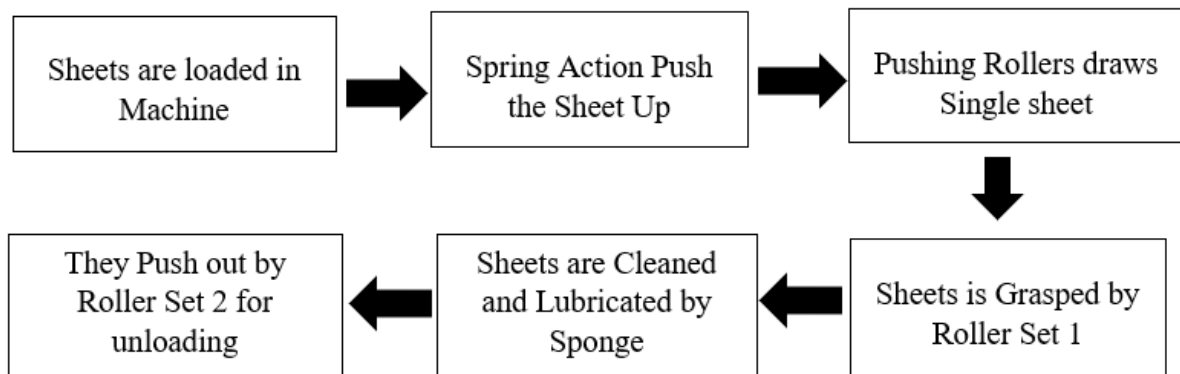 Sheets are loaded in
Machine
Spring Action Push
the Sheet Up
Pushing Rollers draws
Single sheet
Sheets is Grasped by
Roller Set 1
Sheets are Cleaned
and Lubricated by
Sponge
They Push out by
Roller Set 2 for
unloading